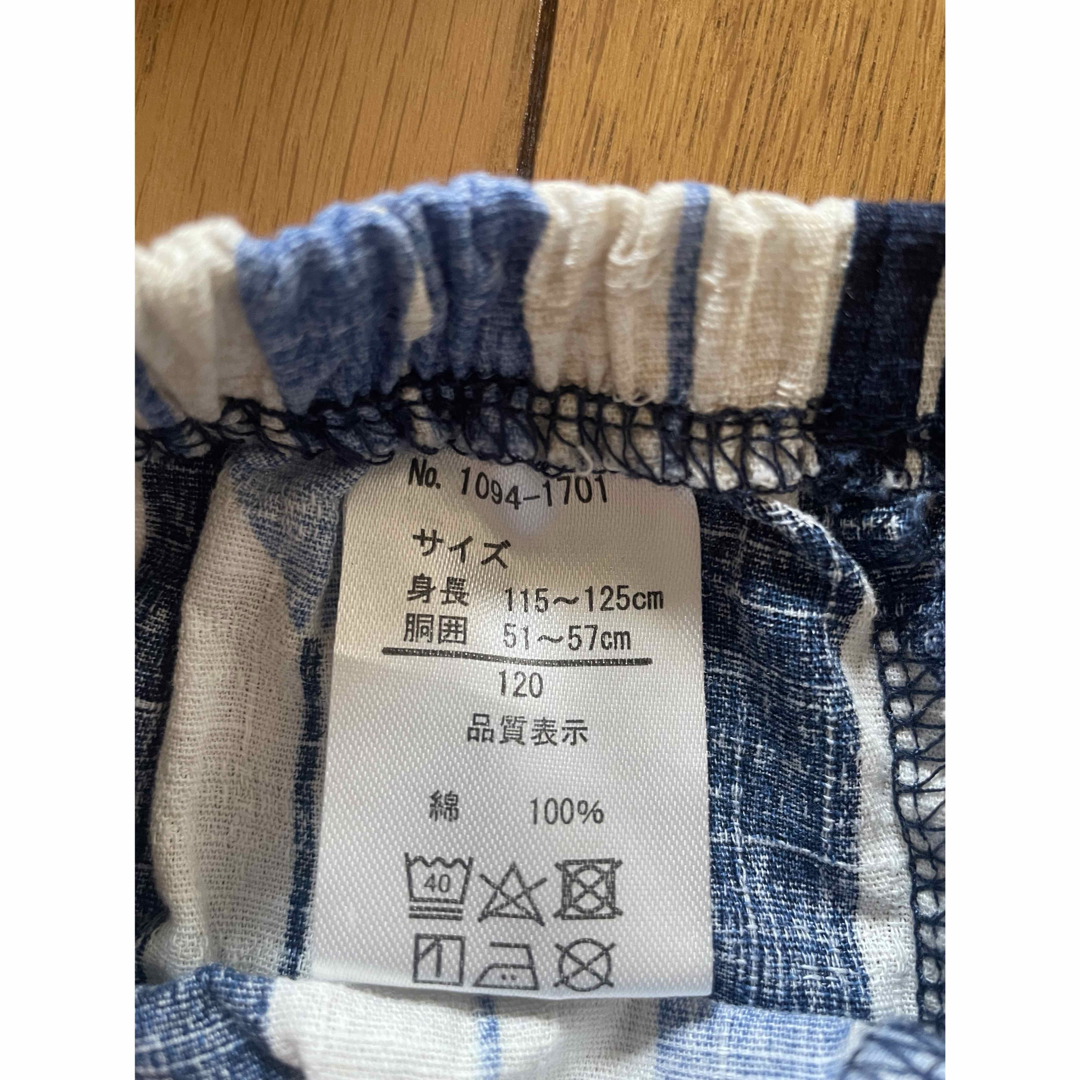 No. 1094-1701
サイズ
身長 115～125cm
胴囲 51～57cm
120
品質表示
綿 100%
40